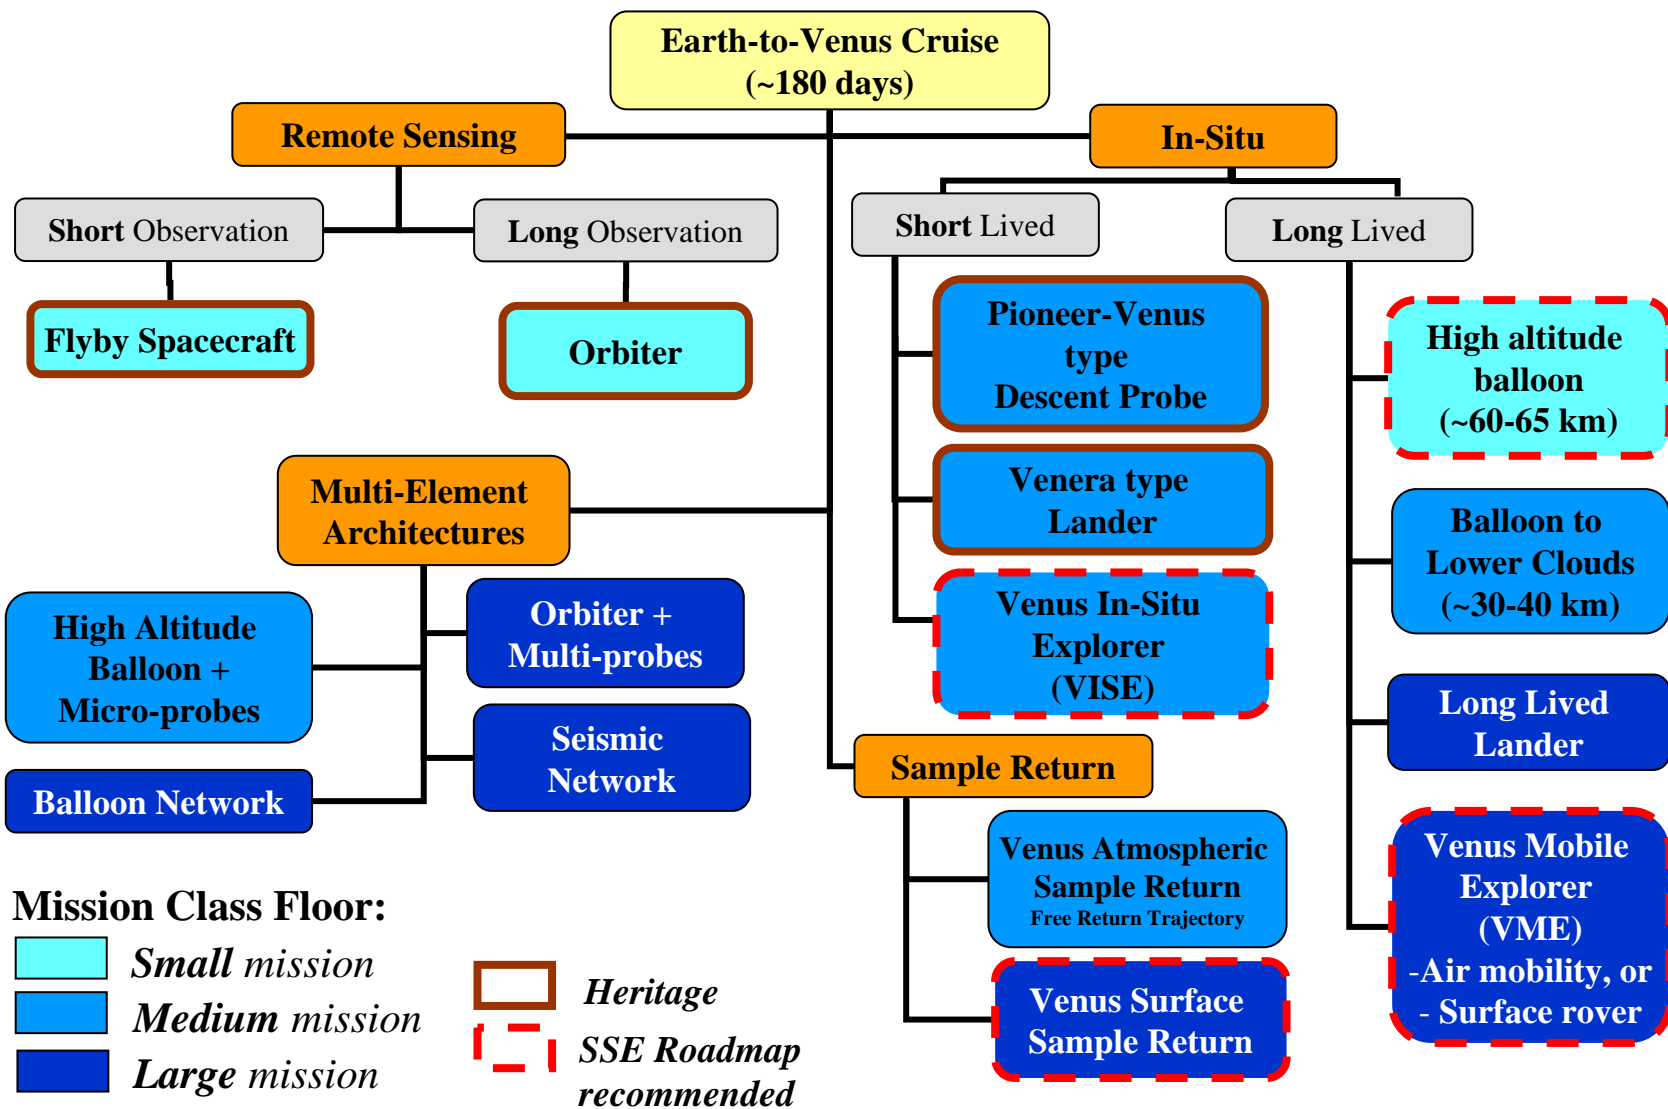 Earth-to-Venus Cruise
(~180 days)
Remote Sensing
In-Situ
Short Observation
Long Observation
Short Lived
Long Lived
Flyby Spacecraft
Orbiter
Pioneer-Venus
type
Descent Probe
High altitude
balloon
(~60-65 km)
Multi-Element
Architectures
Venera type
Lander
Balloon to
Lower Clouds
(~30-40 km)
High Altitude
Balloon +
Micro-probes
Orbiter +
Multi-probes
Venus In-Situ
Explorer
(VISE)
Balloon Network
Seismic
Network
Long Lived
Lander
Sample Return
Venus Atmospheric
Sample Return
Free Return Trajectory
Venus Mobile
Explorer
(VME)
-Air mobility, or
- Surface rover
Venus Surface
Sample Return
Mission Class Floor:
Small mission
Medium mission
Large mission
Heritage
SSE Roadmap
recommended